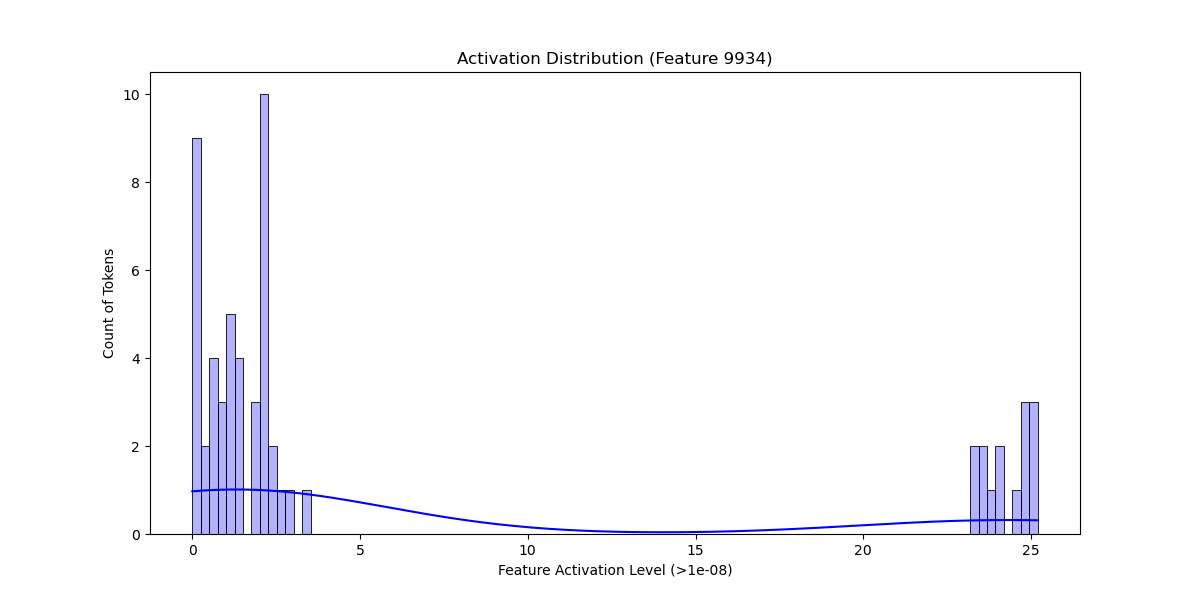 Activation Distribution (Feature 9934)
10
8
6
4
2
0
Count of Tokens
0 5 10 15 20 25
Feature Activation Level (>1e-08)